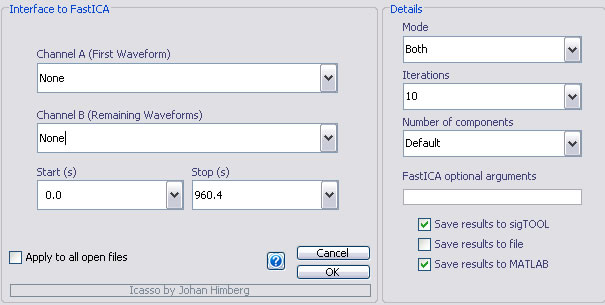 Interface to FastICA
Channel A (First Waveform)
None
Channel B (Remaining Waveforms)
None
Start (s)
Stop (s)
0.0
960.4
Apply to all open files
?
Cancel
OK
Icasso by Johan Himberg
Details
Mode
Both
Iterations
10
Number of components
Default
FastICA optional arguments
Save results to sigTOOL
Save results to file
Save results to MATLAB